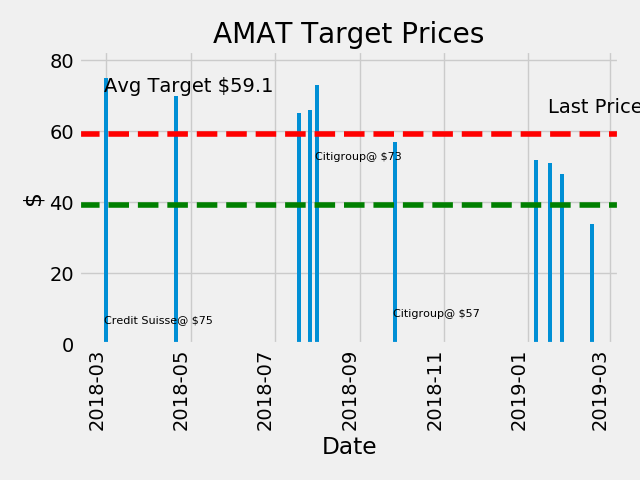 AMAT Target Prices
80
Avg Target $59.1
Last Price
60
Citigroup@ $73
$
40
20
Credit Suisse@ $75
Citigroup@ $57
0
2018-03
2018-05
2018-07
2018-09
2018-11
2019-01
2019-03
Date